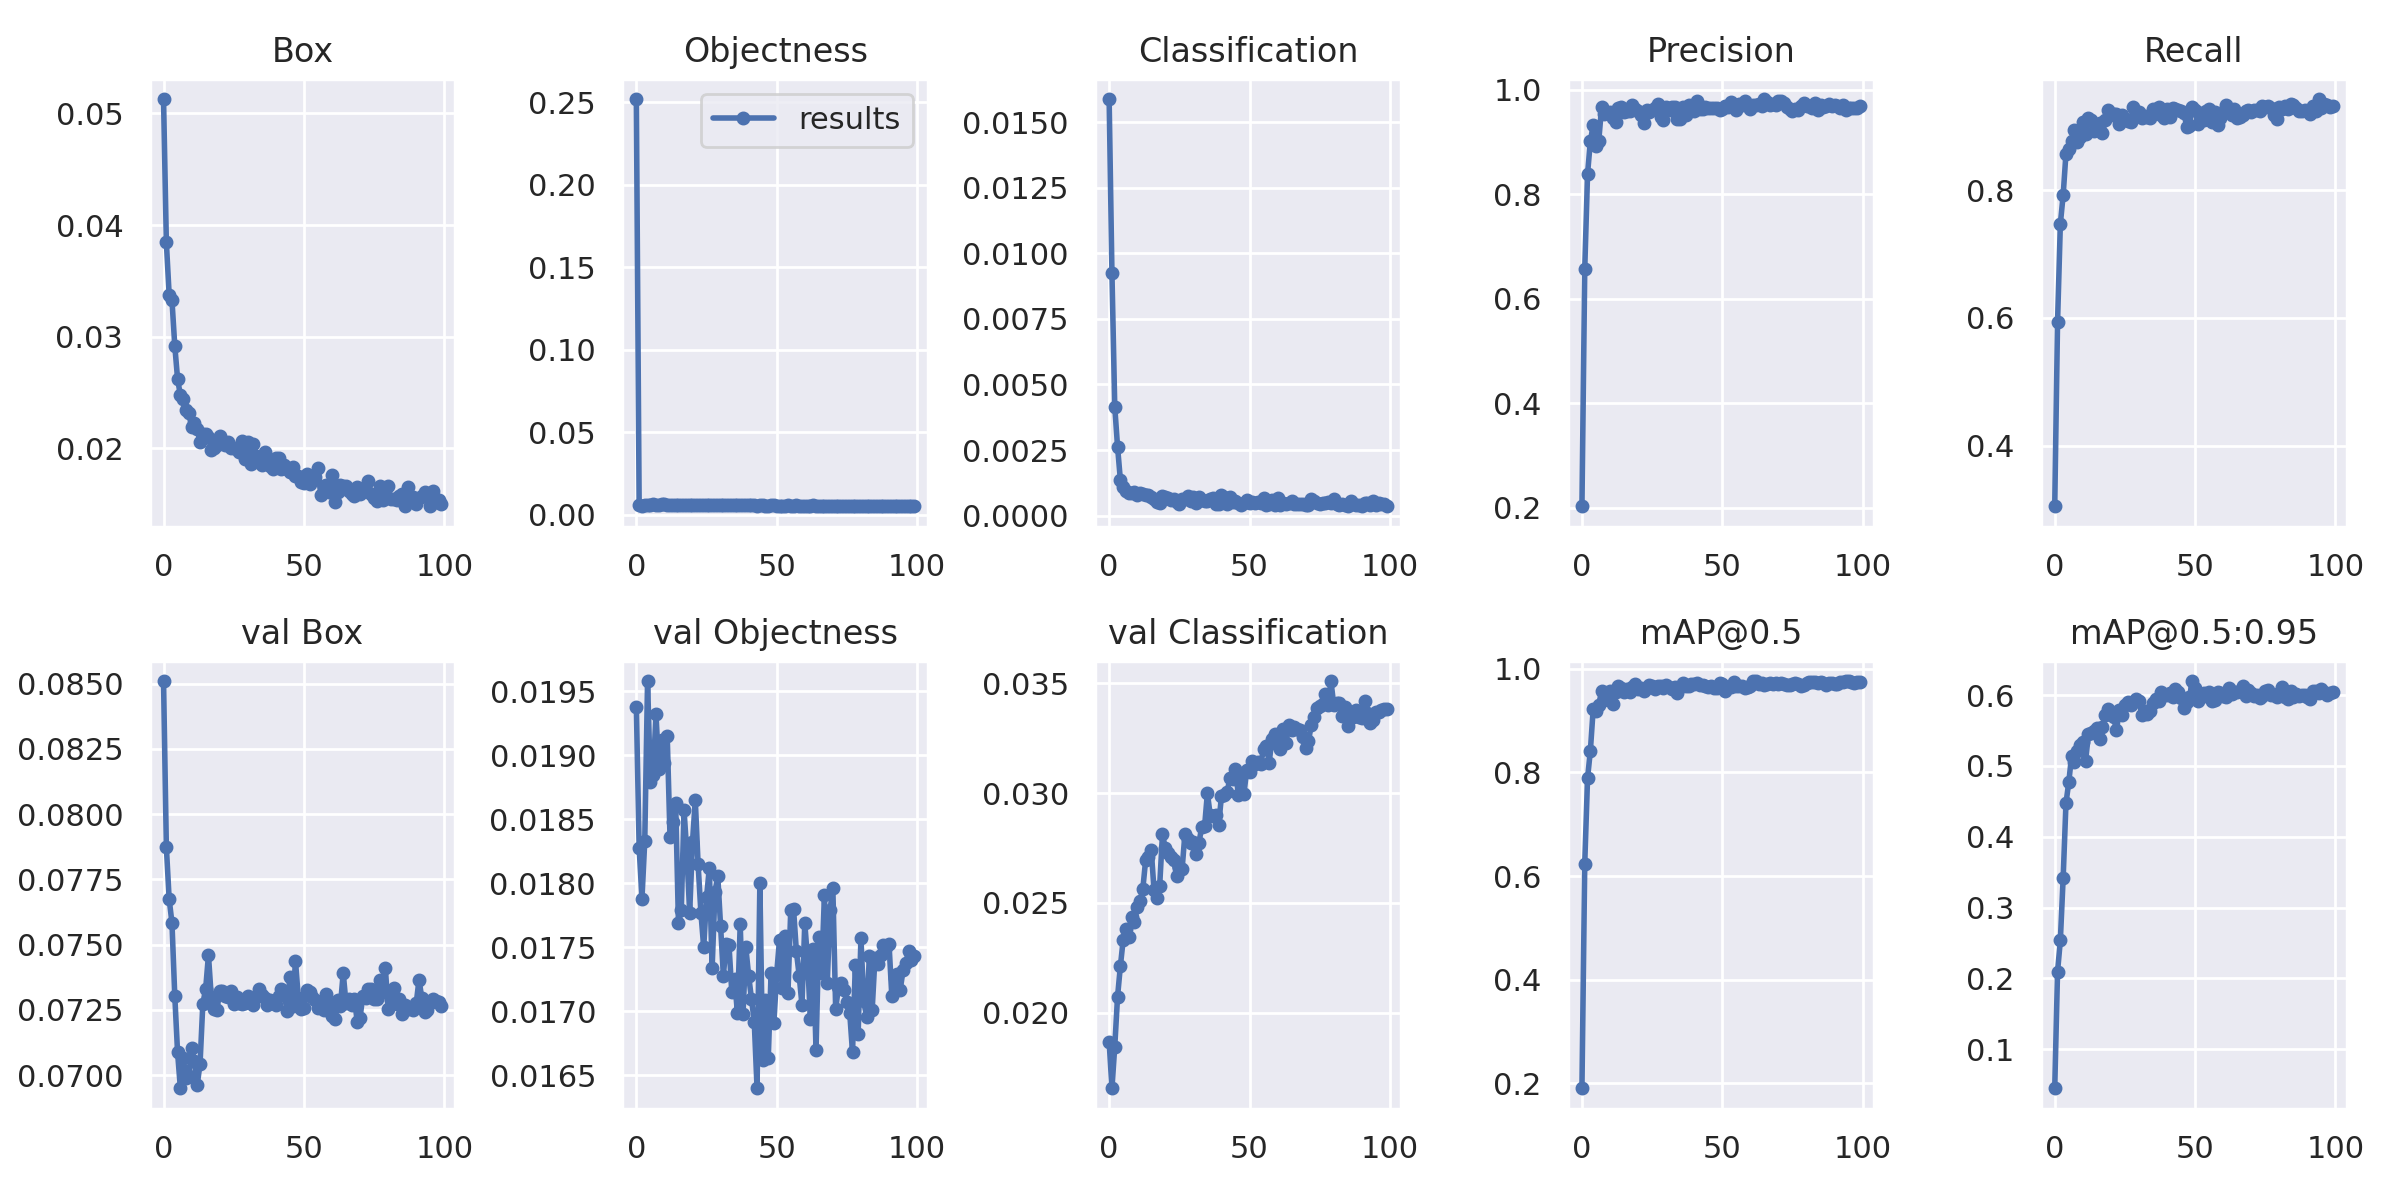 Box
Objectness
Classification
Precision
Recall
0.05
0.04
0.03
0.02
0 50 100
results
0.25
0.20
0.15
0.10
0.05
0.00
0 50 100
0.0150
0.0125
0.0100
0.0075
0.0050
0.0025
0.0000
0 50 100
1.0
0.8
0.6
0.4
0.2
0 50 100
0.8
0.6
0.4
0 50 100
val Box
val Objectness
val Classification
mAP@0.5
mAP@0.5:0.95
0.0850
0.0825
0.0800
0.0775
0.0750
0.0725
0.0700
0 50 100
0.0195
0.0190
0.0185
0.0180
0.0175
0.0170
0.0165
0 50 100
0.035
0.030
0.025
0.020
0 50 100
1.0
0.8
0.6
0.4
0.2
0 50 100
0.6
0.5
0.4
0.3
0.2
0.1
0 50 100